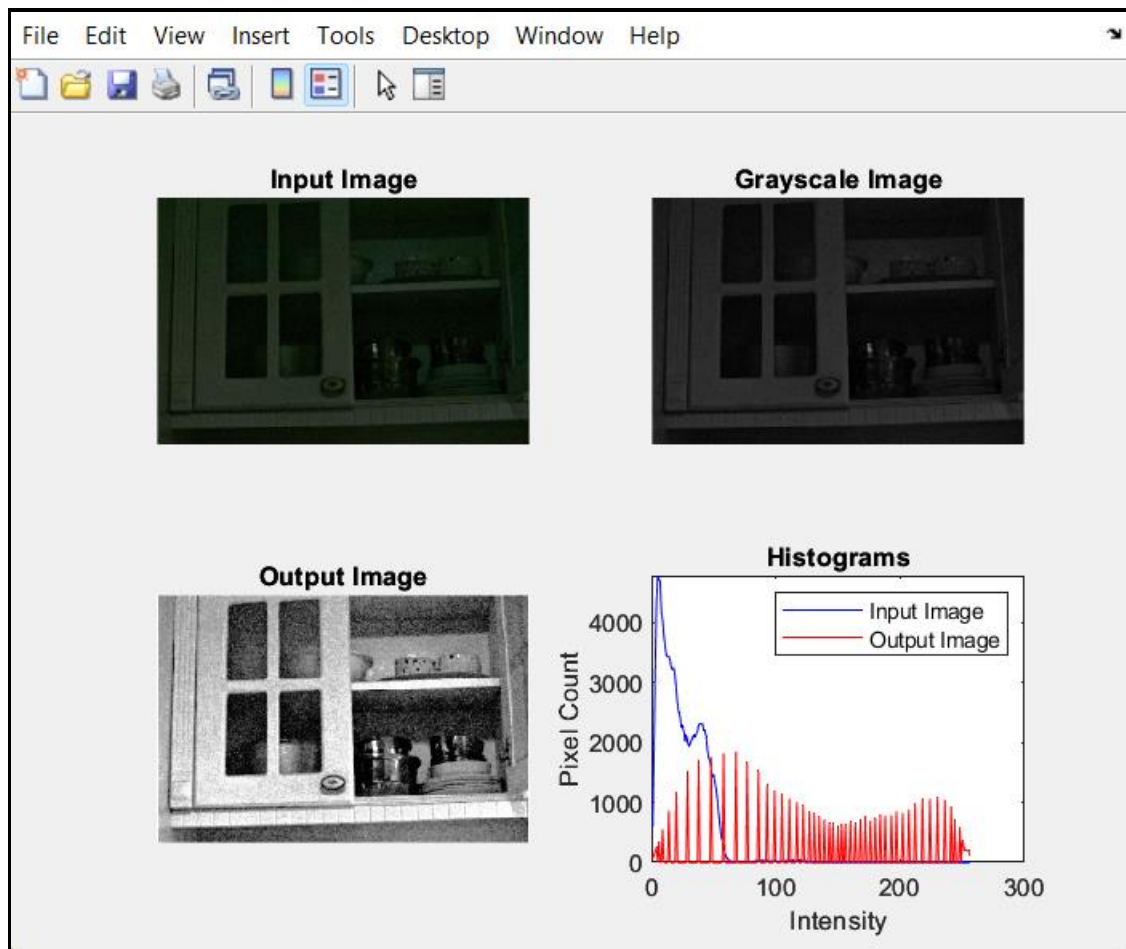 File Edit View Insert Tools Desktop Window Help
Input Image
Grayscale Image
Output Image
Histograms
Input Image
Output Image
Pixel Count
4000
3000
2000
1000
0
0 100 200 300
Intensity